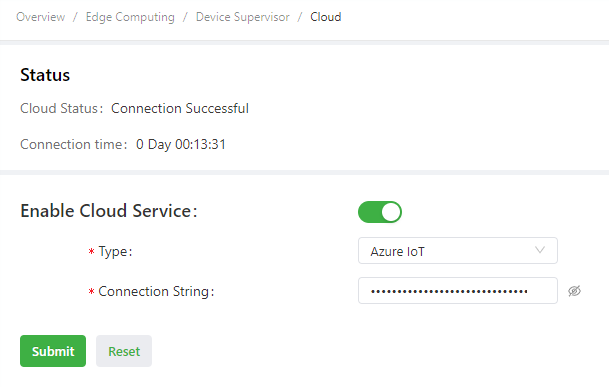 Overview / Edge Computing / Device Supervisor / Cloud
Status
Cloud Status: Connection Successful
Connection time: 0 Day 00:13:31
Enable Cloud Service:
* Type: Azure IoT
* Connection String: ••••••••••••••••••••••••••••••
Submit Reset